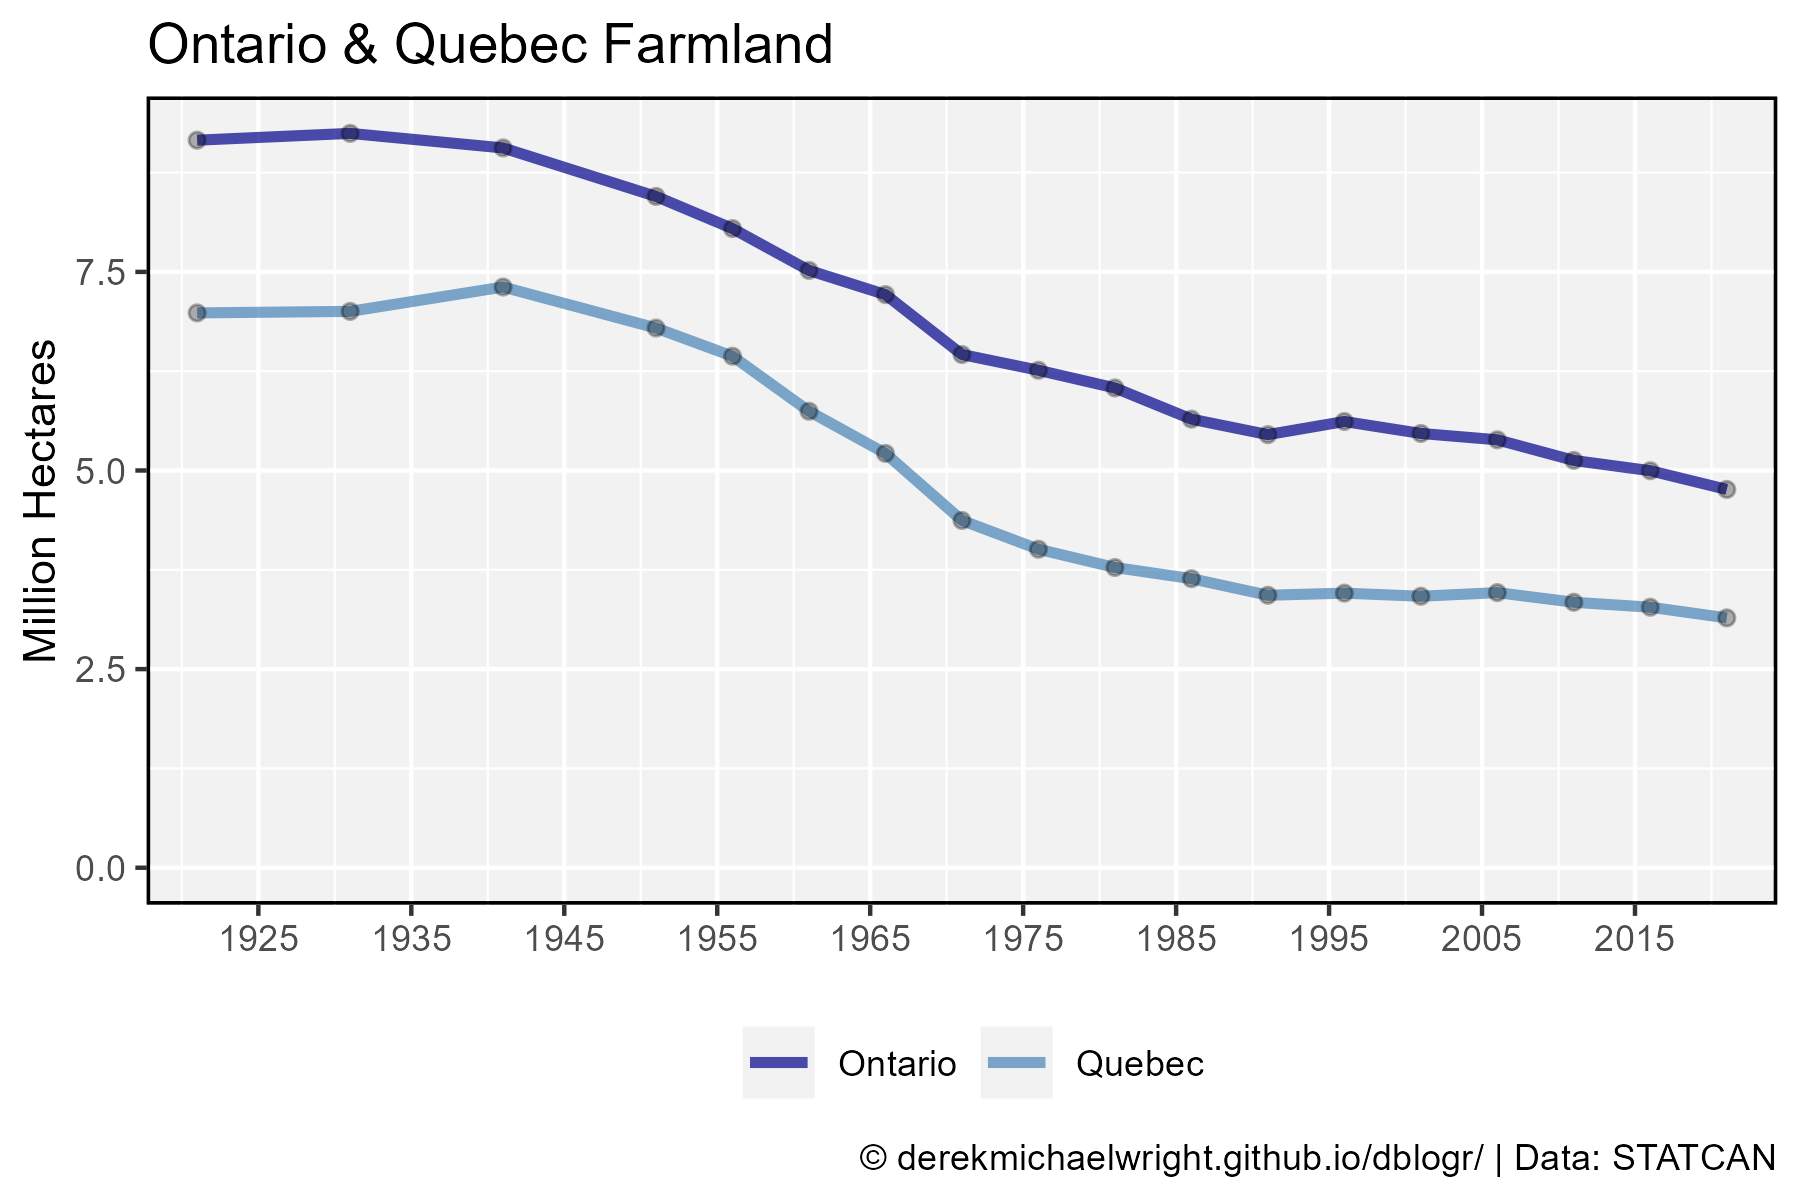 Ontario & Quebec Farmland
Million Hectares
7.5
5.0
2.5
0.0
1925 1935 1945 1955 1965 1975 1985 1995 2005 2015
Ontario Quebec
© derekmichaelwright.github.io/dblogr/ | Data: STATCAN